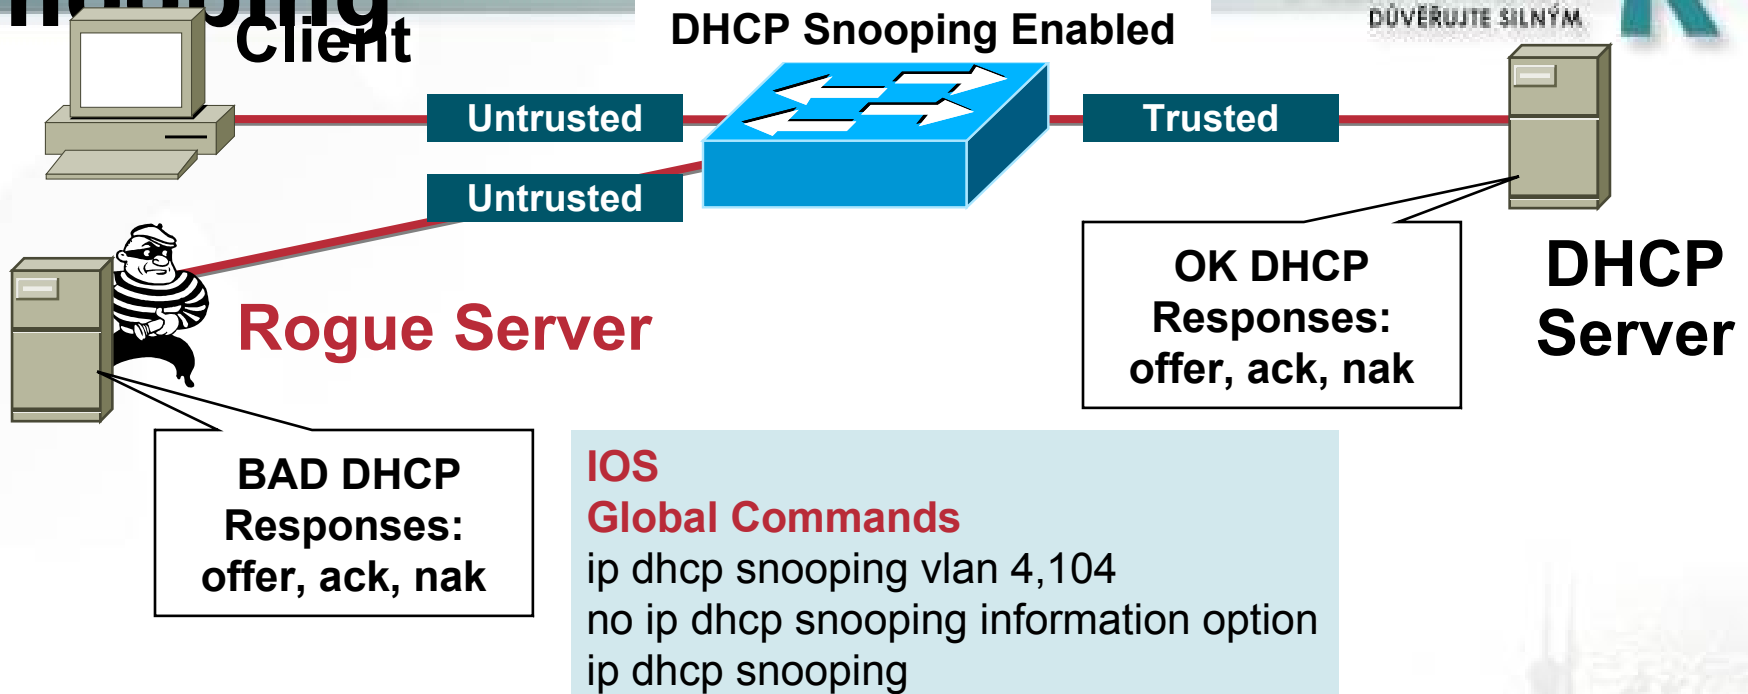 nooping
Client
DHCP Snooping Enabled
DŮVĚRUJTE SILNÝM
Untrusted
Trusted
Untrusted
Rogue Server
OK DHCP
Responses:
offer, ack, nak
DHCP
Server
BAD DHCP
Responses:
offer, ack, nak
IOS
Global Commands
ip dhcp snooping vlan 4,104
no ip dhcp snooping information option
ip dhcp snooping